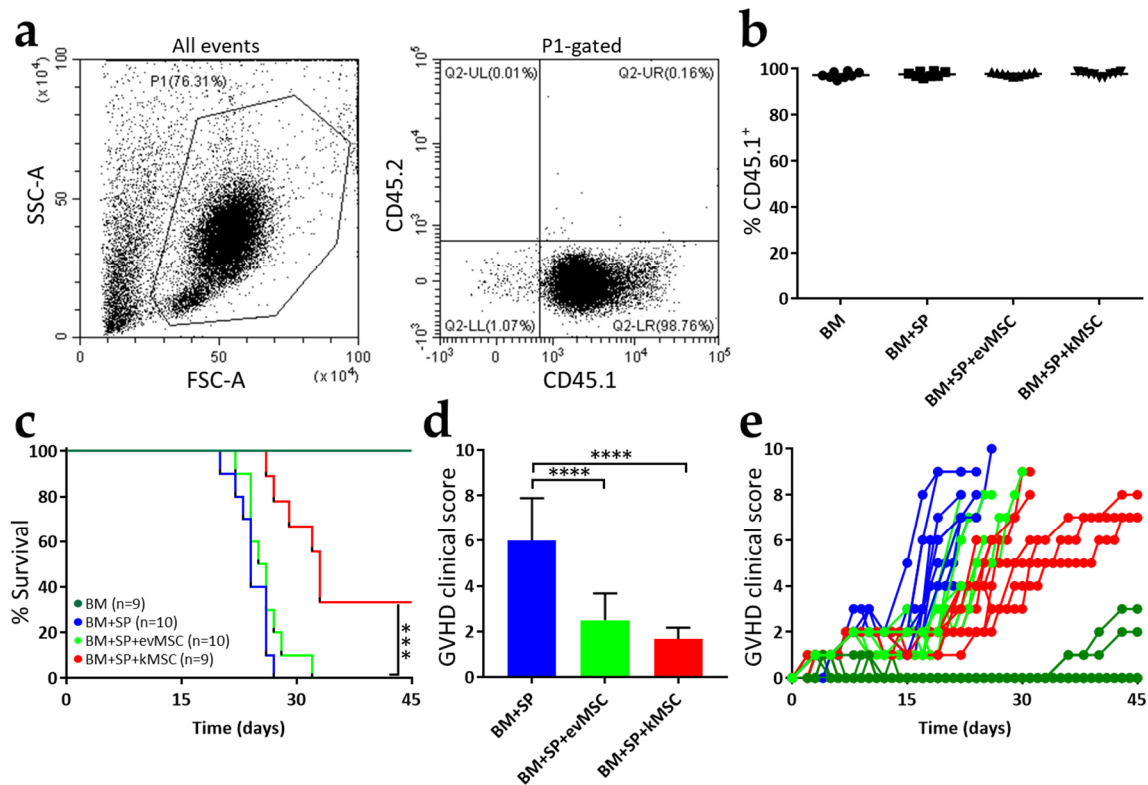 a
All events
P1(76.31%)
SSC-A
(x 10⁴)
100
50
0
0
20
40
60
80
100
FSC-A
(x 10⁴)
P1-gated
Q2-UL(0.01%)
Q2-UR(0.16%)
Q2-LL(1.07%)
Q2-LR(98.76%)
CD45.2
10⁵
10⁴
10³
0
-10³
-10³
0
10³
10⁴
10⁵
CD45.1
b
% CD45.1⁺
100
80
60
40
20
0
BM
BM+SP
BM+SP+evMSC
BM+SP+kMSC
c
% Survival
100
80
60
40
20
0
BM (n=9)
BM+SP (n=10)
BM+SP+evMSC (n=10)
BM+SP+kMSC (n=9)
***
0
15
30
45
Time (days)
d
GVHD clinical score
10
8
6
4
2
0
****
****
BM+SP
BM+SP+evMSC
BM+SP+kMSC
e
GVHD clinical score
10
8
6
4
2
0
0
15
30
45
Time (days)